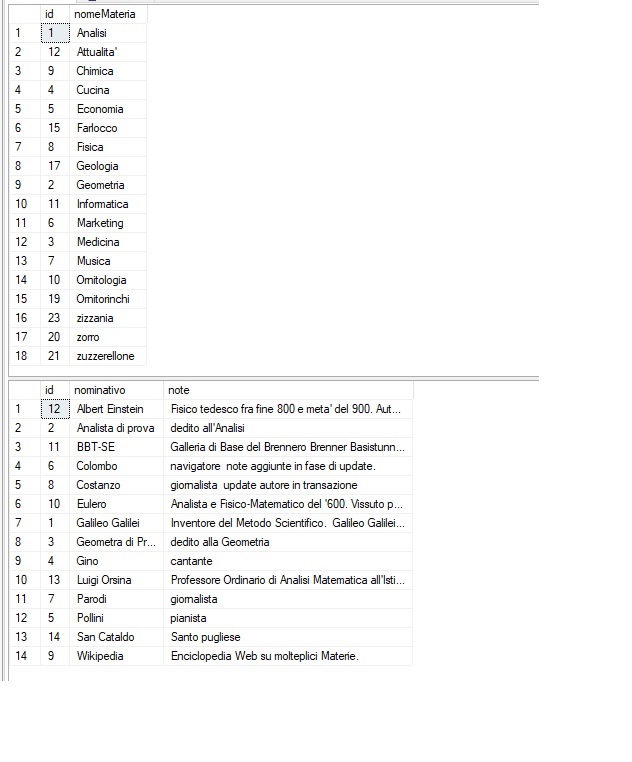 id nomeMateria
1 1 Analisi
2 12 Attualita'
3 9 Chimica
4 4 Cucina
5 5 Economia
6 15 Farlocco
7 8 Fisica
8 17 Geologia
9 2 Geometria
10 11 Informatica
11 6 Marketing
12 3 Medicina
13 7 Musica
14 10 Ornitologia
15 19 Ornitorinchi
16 23 zizzania
17 20 zorro
18 21 zuzzerellone
id nominativo note
1 12 Albert Einstein Fisico tedesco fra fine 800 e meta' del 900. Aut...
2 2 Analista di prova dedito all'Analisi
3 11 BBT-SE Galleria di Base del Brennero Brenner Basistunn...
4 6 Colombo navigatore note aggiunte in fase di update.
5 8 Costanzo giornalista update autore in transazione
6 10 Eulero Analista e Fisico-Matematico del '600. Vissuto p...
7 1 Galileo Galilei Inventore del Metodo Scientifico. Galileo Galilei...
8 3 Geometra di Pr... dedito alla Geometria
9 4 Gino cantante
10 13 Luigi Orsina Professore Ordinario di Analisi Matematica all'Isti...
11 7 Parodi giornalista
12 5 Pollini pianista
13 14 San Cataldo Santo pugliese
14 9 Wikipedia Enciclopedia Web su molteplici Materie.